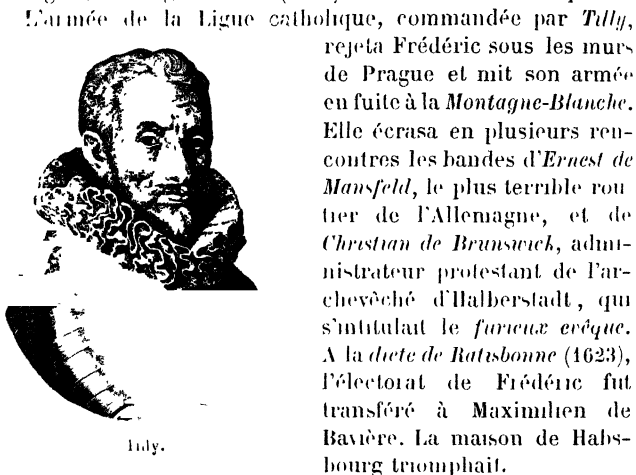 L'armée de la Ligue catholique, commandée par Tilly,
rejeta Frédéric sous les murs
de Prague et mit son armée
en fuite à la Montagne-Blanche.
Elle écrasa en plusieurs ren-
contres les bandes d'Ernest de
Mansfeld, le plus terrible rou
tier de l'Allemagne, et de
Christian de Brunswick, admi-
nistrateur protestant de l'ar-
chevêché d'Halberstadt, qui
s'intitulait le furieux evêque.
A la diete de Ratisbonne (1623),
l'électorat de Frédéric fut
transféré à Maximilien de
Bavière. La maison de Habs-
bourg triomphait.
Tilly.